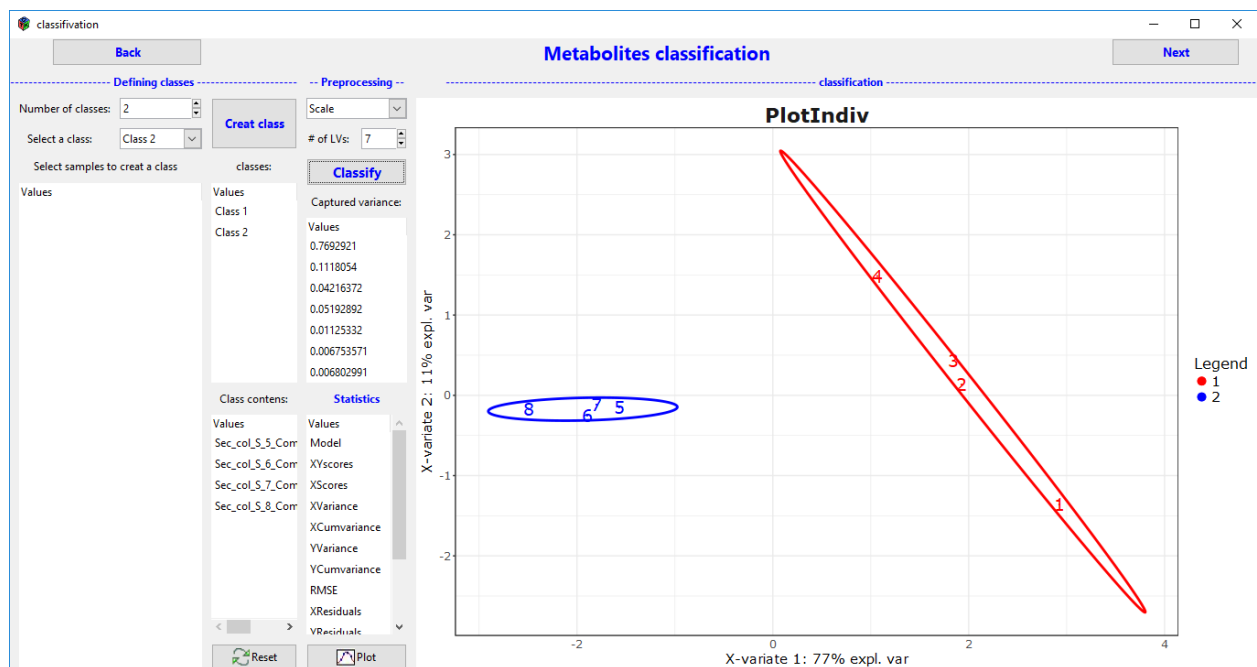 classifivation
Back
Metabolites classification
Next
Defining classes
Preprocessing
classification
Number of classes: 2
Creat class
Scale
Select a class: Class 2
# of LVs: 7
Select samples to creat a class
classes:
Classify
Values
Values
Class 1
Class 2
Captured variance:
Values
0.7692921
0.1118054
0.04216372
0.05192892
0.01125332
0.006753571
0.006802991
Class contens:
Values
Sec_col_S_5_Com
Sec_col_S_6_Com
Sec_col_S_7_Com
Sec_col_S_8_Com
Reset
Statistics
Values
Model
XYscores
XScores
XVariance
XCumvariance
YVariance
YCumvariance
RMSE
XResiduals
YResiduals
Plot
PlotIndiv
X-variate 2: 11% expl. var
3
2
1
0
-1
-2
4
3
2
1
8
7
6
5
-2
0
2
4
X-variate 1: 77% expl. var
Legend
1
2